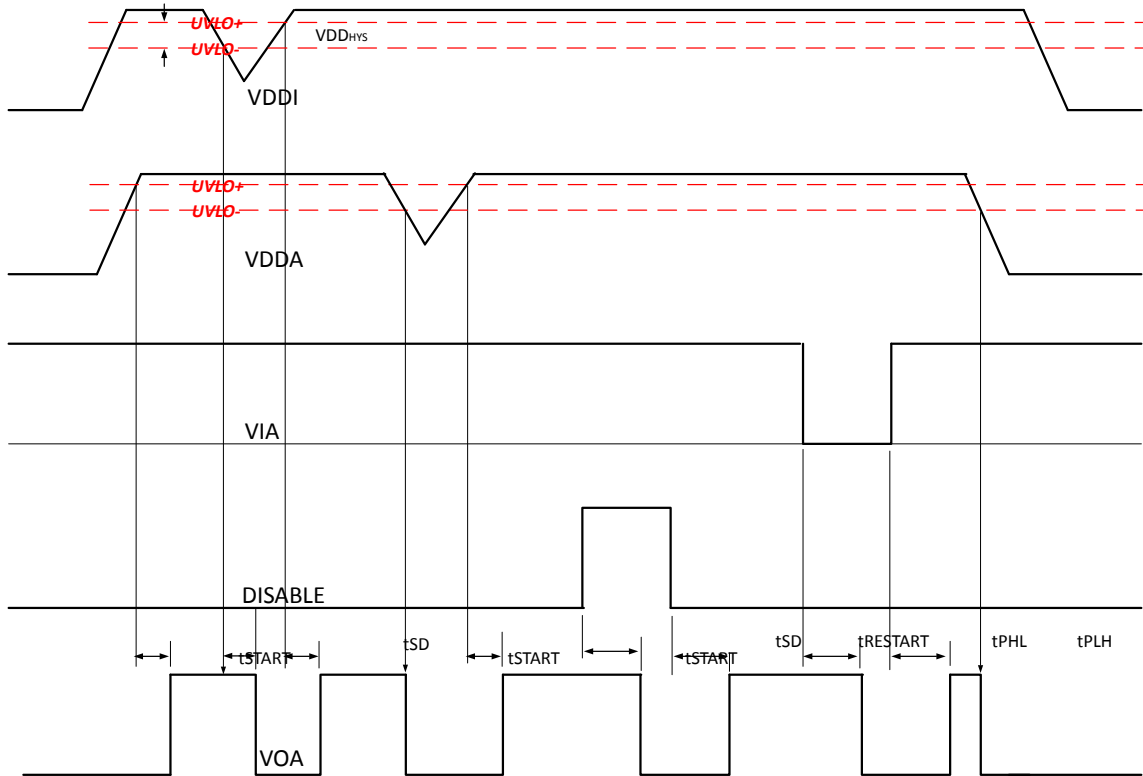 UVLO+
VDDHYS
UVLO-
VDDI
UVLO+
UVLO-
VDDA
VIA
DISABLE
tSTART
tSD
tSTART
tSTART
tSD
tRESTART
tPHL
tPLH
VOA